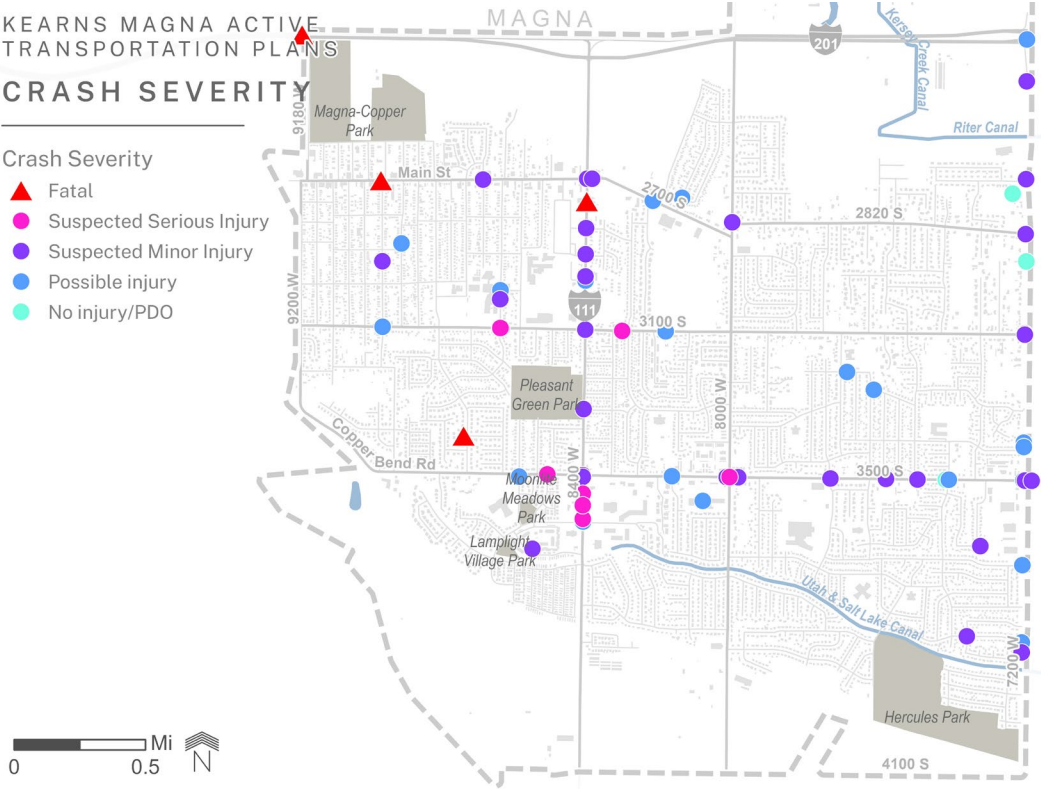 KEARNS MAGNA ACTIVE
TRANSPORTATION PLANS
CRASH SEVERITY
Crash Severity
Fatal
Suspected Serious Injury
Suspected Minor Injury
Possible injury
No injury/PDO
MAGNA
201
Kersey Creek Canal
Riter Canal
9180 W
Magna-Copper
Park
Main St
2700 S
2820 S
9200 W
111
3100 S
Pleasant
Green Park
8000 W
Copper
Bend Rd
8400 W
3500 S
Moonlite
Meadows
Park
Lamplight
Village Park
Utah & Salt Lake Canal
7200 W
Hercules Park
4100 S
Mi
0
0.5
N